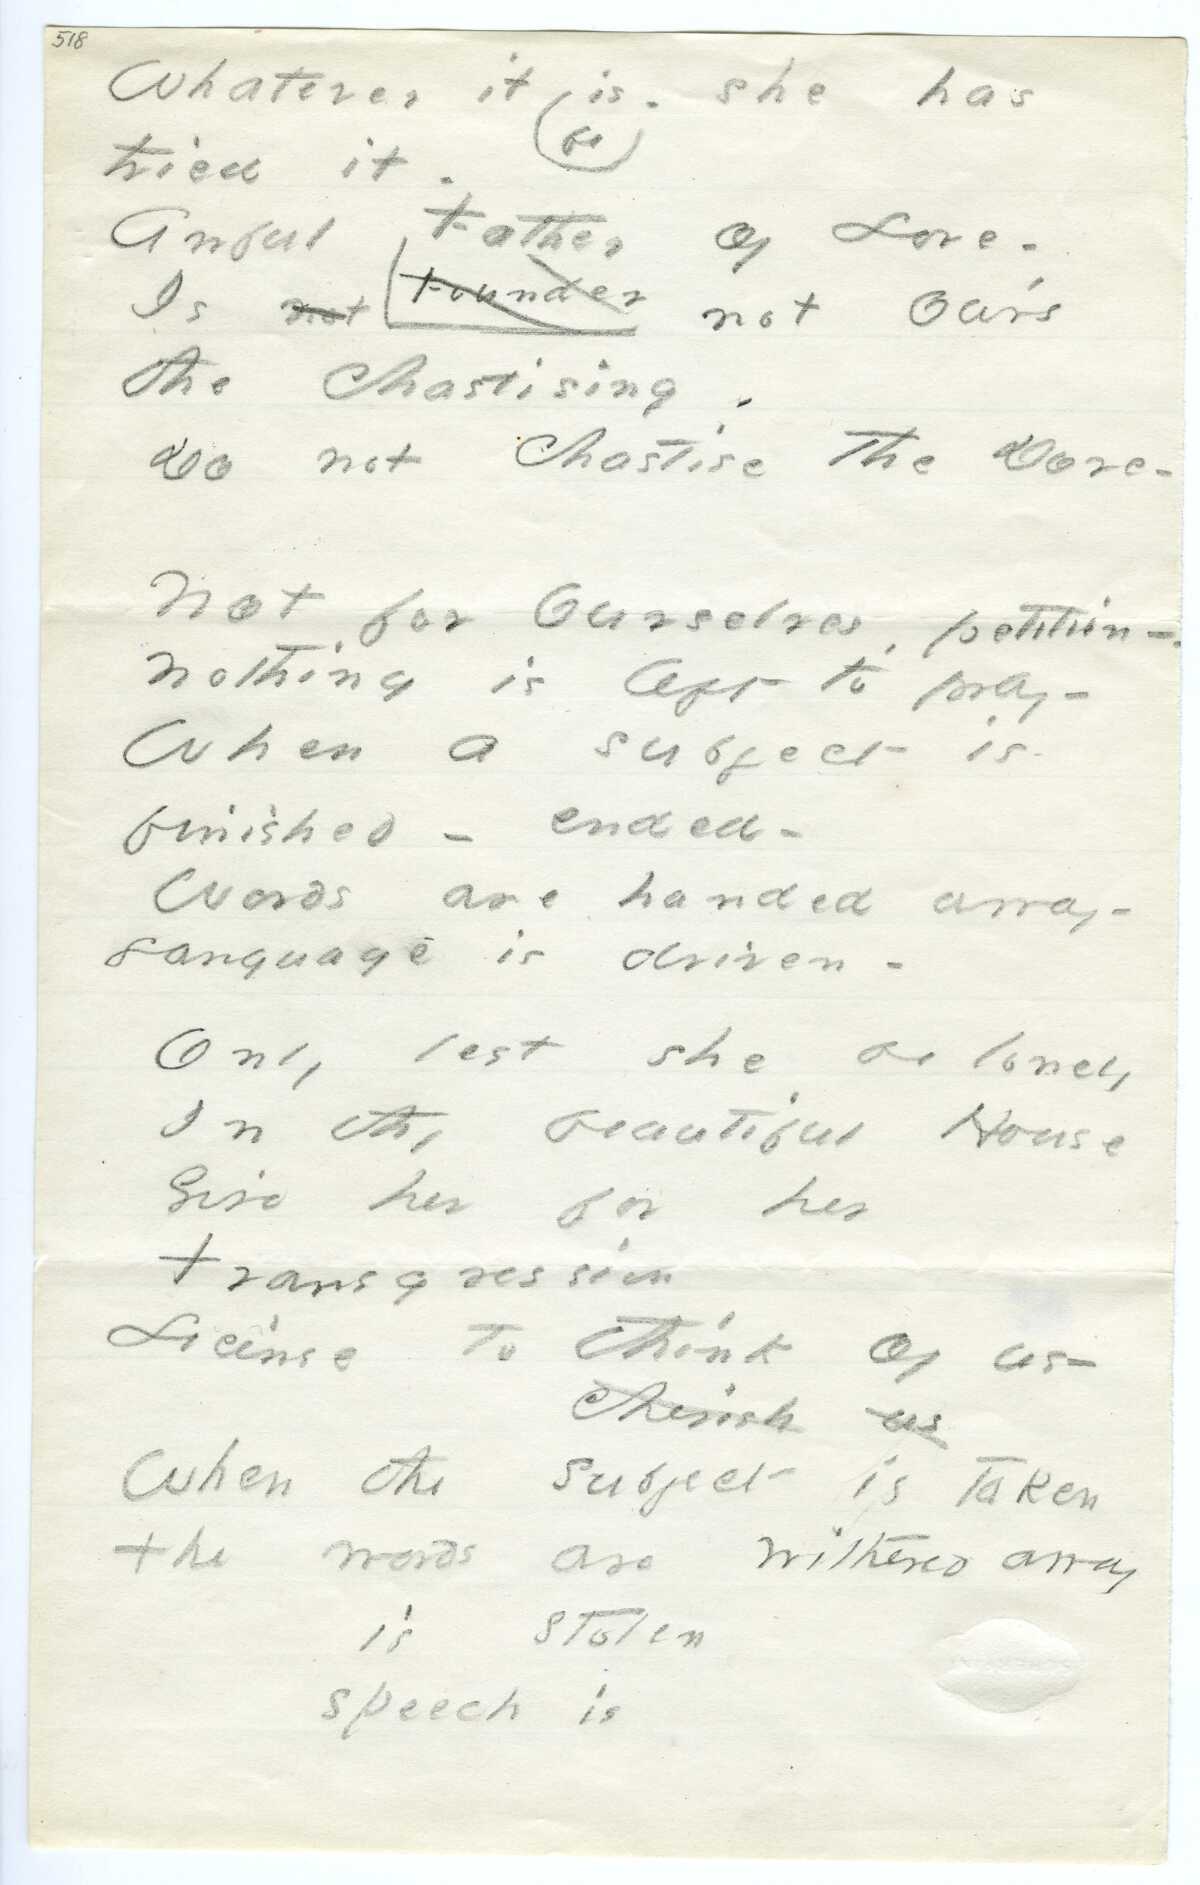 518
Whatever it is - she has
(be)
tried it -
Awful Father of Love -
Is not Founder not Our's
the chastising -
Do not chastise the Dove -
Not for Ourselves, petition -
nothing is left to pray -
When a subject is
finished - ended -
Words are handed away -
Language is driven -
Only lest she be lonely
In thy beautiful House
Give her for her
transgression
License to think of us -
Cherish us
When the subject is taken
the words are withered away
is stolen
speech is